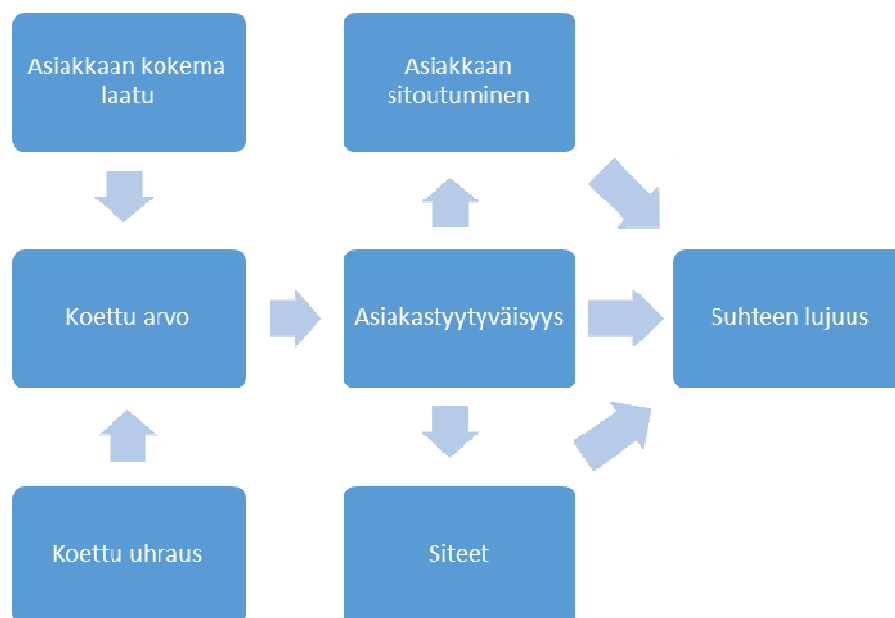 Asiakkaan kokema
laatu
Asiakkaan
sitoutuminen
Koettu arvo
Asiakastyytyväisyys
Suhteen lujuus
Koettu uhraus
Siteet